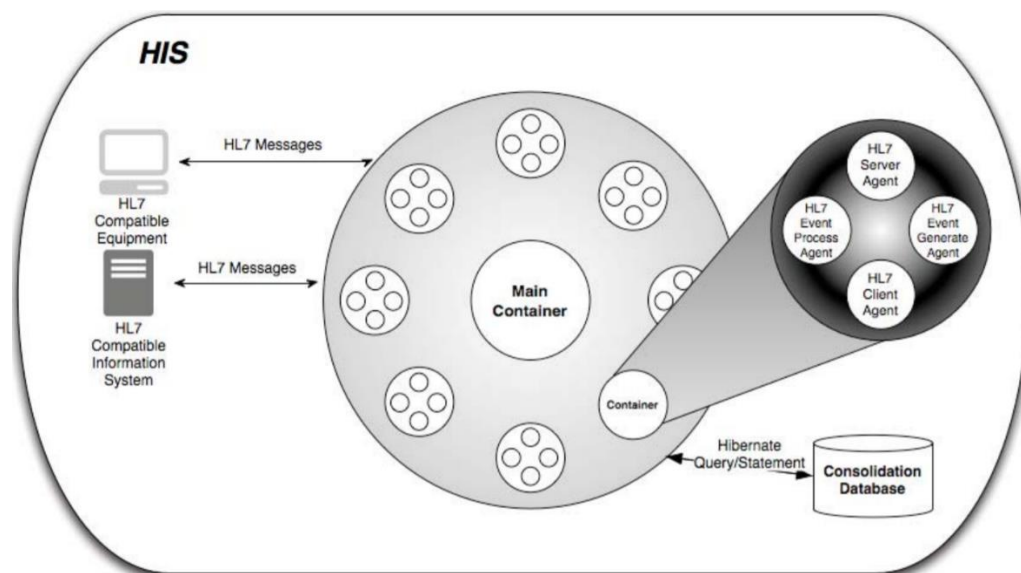 HIS
HL7 Messages
HL7
Compatible
Equipment
HL7 Messages
HL7
Compatible
Information
System
Main
Container
Container
HL7
Server
Agent
HL7
Event
Process
Agent
HL7
Event
Generate
Agent
HL7
Client
Agent
Hibernate
Query/Statement
Consolidation
Database